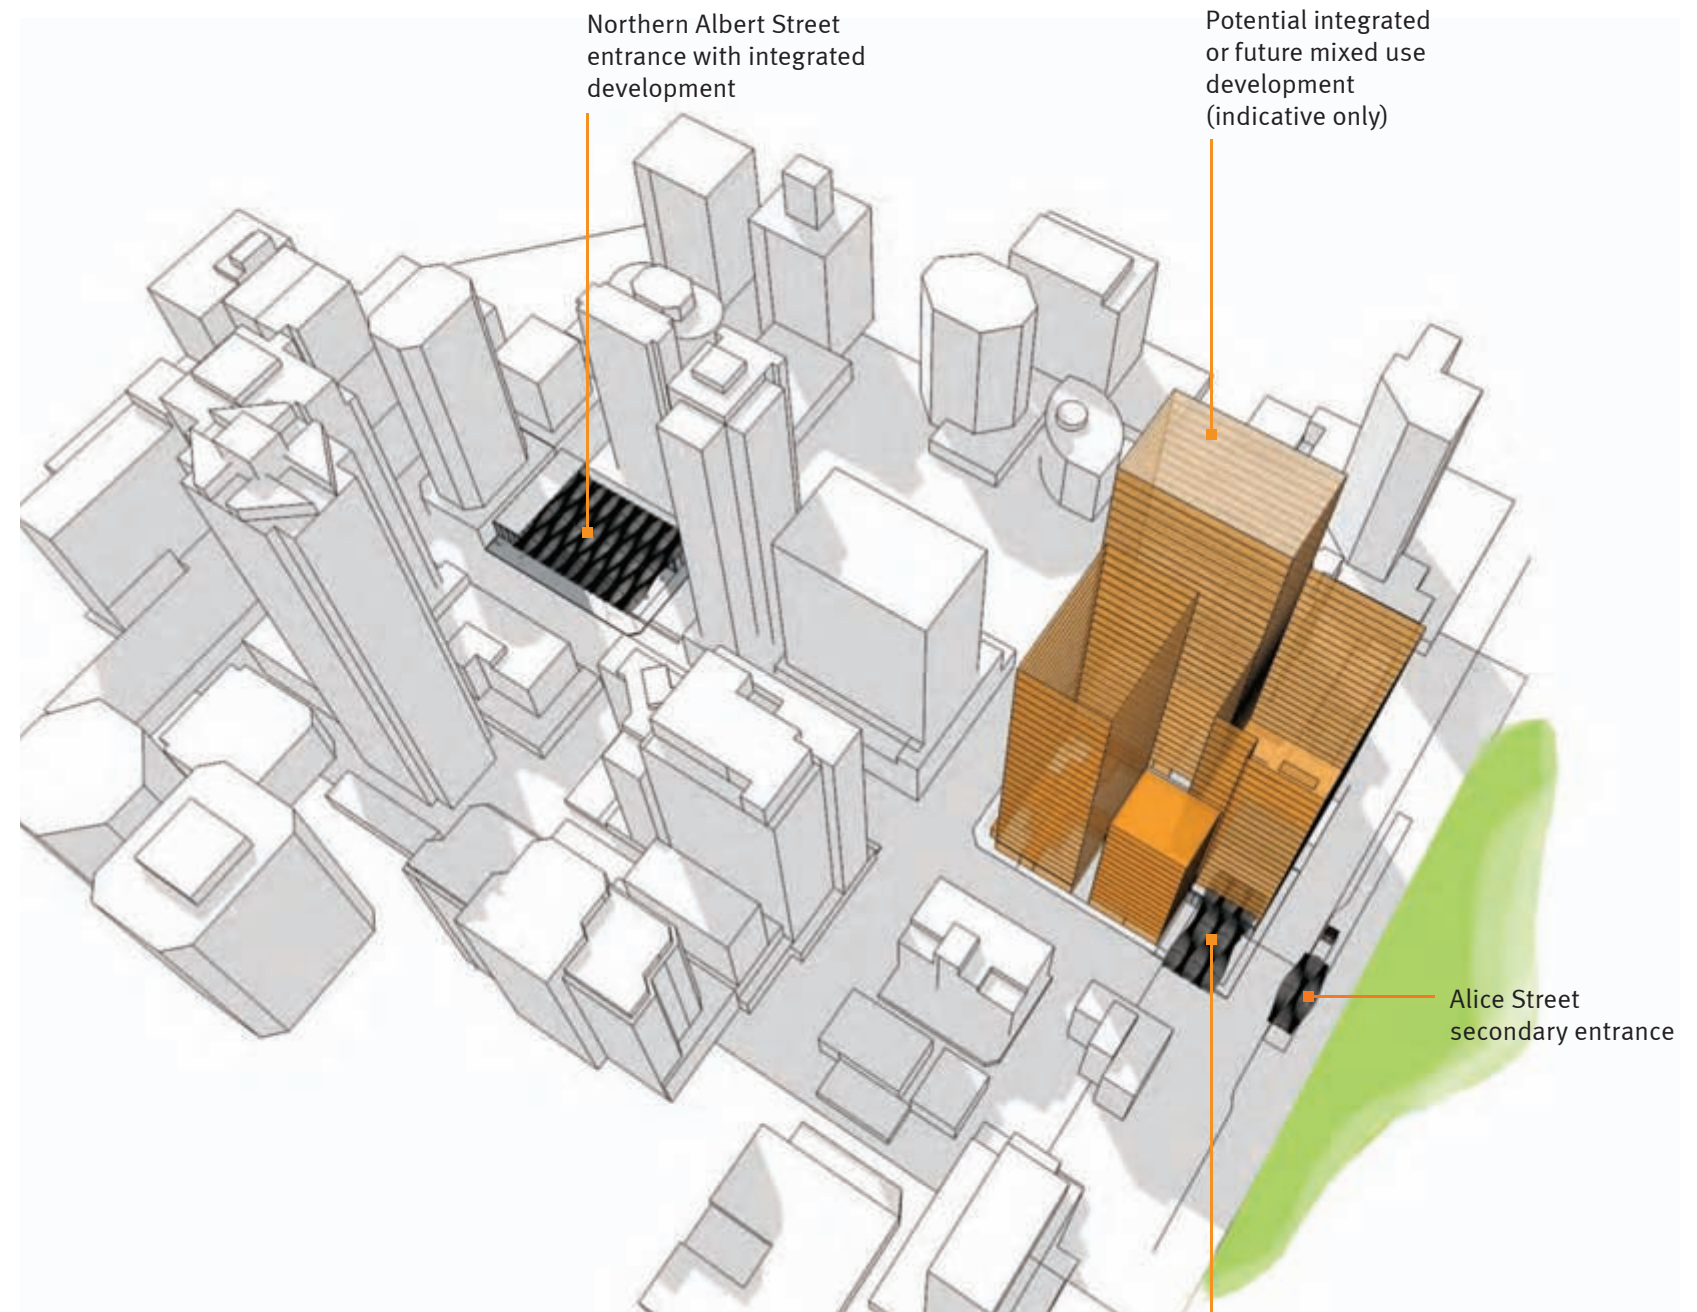 Northern Albert Street
entrance with integrated
development
Potential integrated
or future mixed use
development
(indicative only)
Alice Street
secondary entrance